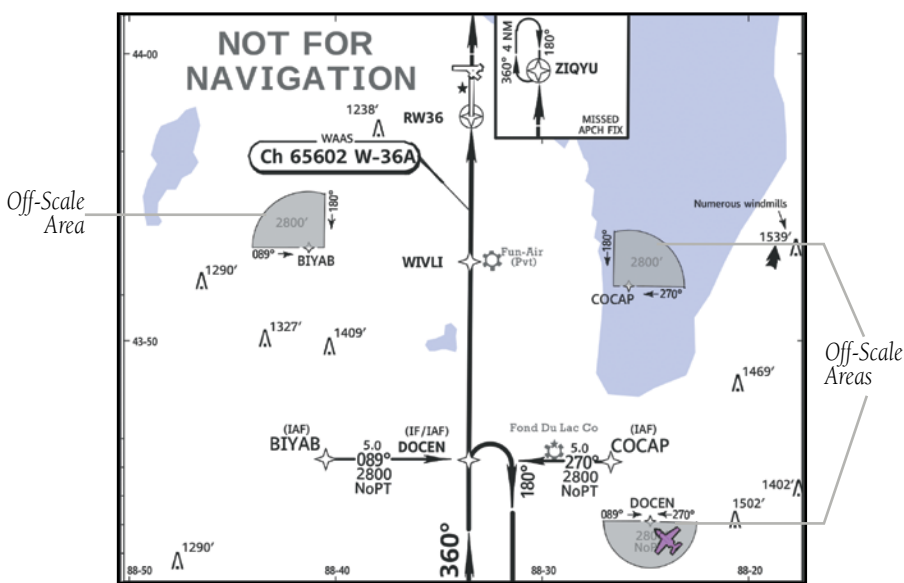 44-00
NOT FOR
NAVIGATION
360° 4 NM
180°
ZIQYU
MISSED
APCH FIX
RW36
1238′
WAAS
Ch 65602 W-36A
Off-Scale
Area
2800′
180°
089°
BIYAB
WIVLI
Fun-Air
(Pvt)
Numerous windmills
1539′
180°
2800′
COCAP
270°
1290′
1327′
1409′
43-50
Off-Scale
Areas
1469′
(IAF)
BIYAB
5.0
089°
2800
NoPT
(IF/IAF)
DOCEN
180°
Fond Du Lac Co
5.0
270°
2800
NoPT
(IAF)
COCAP
1402′
1502′
DOCEN
089°
270°
360°
1290′
88-50
88-40
88-30
88-20